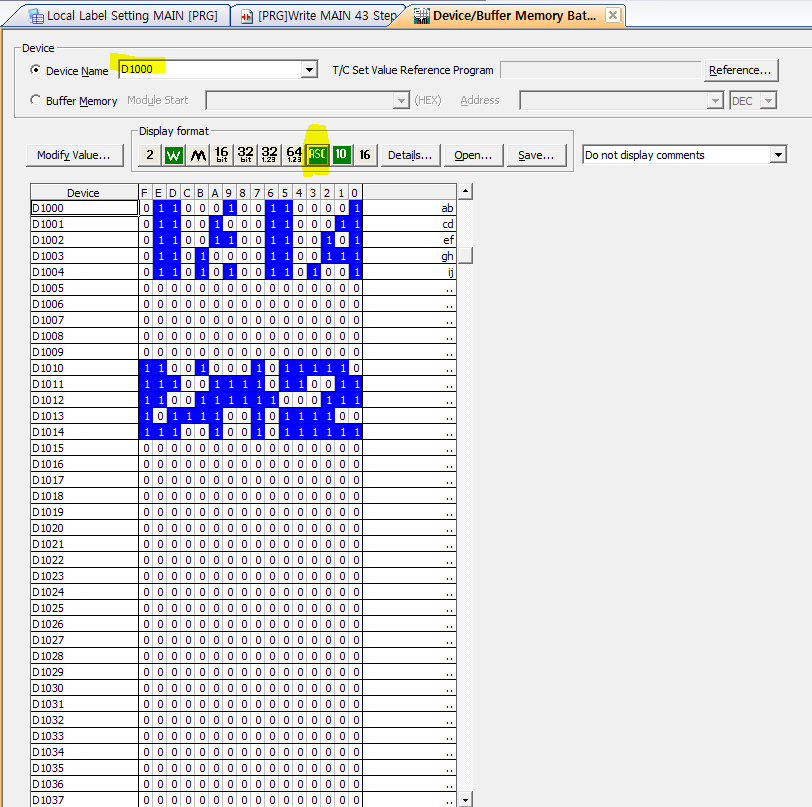 Local Label Setting MAIN [PRG] [PRG]Write MAIN 43 Step Device/Buffer Memory Bat...
Device
Device Name D1000 T/C Set Value Reference Program Reference...
Buffer Memory Module Start (HEX) Address DEC
Display format
Modify Value... 2 W M 16 bit 32 bit 32 1.23 64 1.23 ASC 10 16 Details... Open... Save... Do not display comments
Device F E D C B A 9 8 7 6 5 4 3 2 1 0
D1000 0 1 1 0 0 0 1 0 0 1 1 0 0 0 0 1 ab
D1001 0 1 1 0 0 1 0 0 0 1 1 0 0 0 1 1 cd
D1002 0 1 1 0 0 1 1 0 0 1 1 0 0 1 0 1 ef
D1003 0 1 1 0 1 0 0 0 0 1 1 0 0 1 1 1 gh
D1004 0 1 1 0 1 0 1 0 0 1 1 0 1 0 0 1 ij
D1005 0 0 0 0 0 0 0 0 0 0 0 0 0 0 0 0 ..
D1006 0 0 0 0 0 0 0 0 0 0 0 0 0 0 0 0 ..
D1007 0 0 0 0 0 0 0 0 0 0 0 0 0 0 0 0 ..
D1008 0 0 0 0 0 0 0 0 0 0 0 0 0 0 0 0 ..
D1009 0 0 0 0 0 0 0 0 0 0 0 0 0 0 0 0 ..
D1010 1 1 0 0 1 0 0 0 1 0 1 1 1 1 1 0 ..
D1011 1 1 1 0 0 1 1 1 1 0 1 1 0 0 1 1 ..
D1012 1 1 1 0 1 1 1 1 1 1 0 0 0 1 1 1 ..
D1013 1 0 1 1 1 1 0 0 1 0 1 1 1 1 0 0 ..
D1014 1 1 1 0 0 1 0 0 1 0 1 1 1 1 1 1 ..
D1015 0 0 0 0 0 0 0 0 0 0 0 0 0 0 0 0 ..
D1016 0 0 0 0 0 0 0 0 0 0 0 0 0 0 0 0 ..
D1017 0 0 0 0 0 0 0 0 0 0 0 0 0 0 0 0 ..
D1018 0 0 0 0 0 0 0 0 0 0 0 0 0 0 0 0 ..
D1019 0 0 0 0 0 0 0 0 0 0 0 0 0 0 0 0 ..
D1020 0 0 0 0 0 0 0 0 0 0 0 0 0 0 0 0 ..
D1021 0 0 0 0 0 0 0 0 0 0 0 0 0 0 0 0 ..
D1022 0 0 0 0 0 0 0 0 0 0 0 0 0 0 0 0 ..
D1023 0 0 0 0 0 0 0 0 0 0 0 0 0 0 0 0 ..
D1024 0 0 0 0 0 0 0 0 0 0 0 0 0 0 0 0 ..
D1025 0 0 0 0 0 0 0 0 0 0 0 0 0 0 0 0 ..
D1026 0 0 0 0 0 0 0 0 0 0 0 0 0 0 0 0 ..
D1027 0 0 0 0 0 0 0 0 0 0 0 0 0 0 0 0 ..
D1028 0 0 0 0 0 0 0 0 0 0 0 0 0 0 0 0 ..
D1029 0 0 0 0 0 0 0 0 0 0 0 0 0 0 0 0 ..
D1030 0 0 0 0 0 0 0 0 0 0 0 0 0 0 0 0 ..
D1031 0 0 0 0 0 0 0 0 0 0 0 0 0 0 0 0 ..
D1032 0 0 0 0 0 0 0 0 0 0 0 0 0 0 0 0 ..
D1033 0 0 0 0 0 0 0 0 0 0 0 0 0 0 0 0 ..
D1034 0 0 0 0 0 0 0 0 0 0 0 0 0 0 0 0 ..
D1035 0 0 0 0 0 0 0 0 0 0 0 0 0 0 0 0 ..
D1036 0 0 0 0 0 0 0 0 0 0 0 0 0 0 0 0 ..
D1037 0 0 0 0 0 0 0 0 0 0 0 0 0 0 0 0 ..